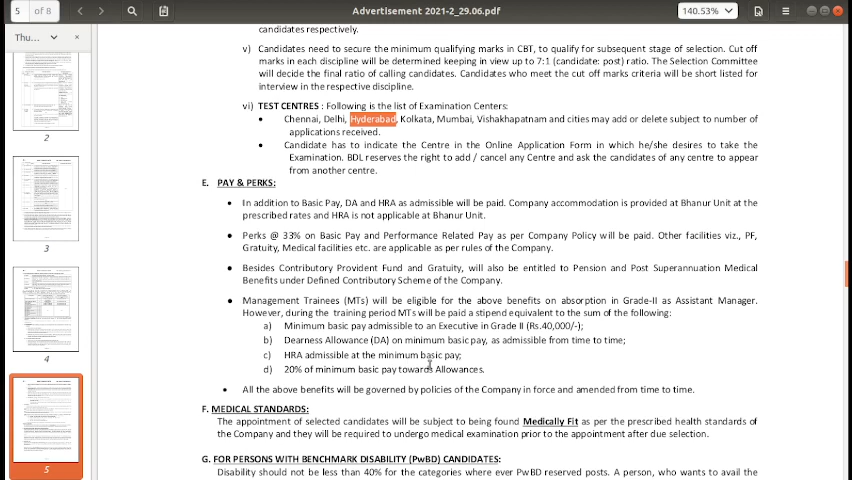 5 of 8
Advertisement 2021-2_29.06.pdf
140.53%
Thu...
2
3
4
5
candidates respectively.
v) Candidates need to secure the minimum qualifying marks in CBT, to qualify for subsequent stage of selection. Cut off
marks in each discipline will be determined keeping in view up to 7:1 (candidate: post) ratio. The Selection Committee
will decide the final ratio of calling candidates. Candidates who meet the cut off marks criteria will be short listed for
interview in the respective discipline.
vi) TEST CENTRES : Following is the list of Examination Centers:
• Chennai, Delhi, Hyderabad, Kolkata, Mumbai, Vishakhapatnam and cities may add or delete subject to number of
applications received.
• Candidate has to indicate the Centre in the Online Application Form in which he/she desires to take the
Examination. BDL reserves the right to add / cancel any Centre and ask the candidates of any centre to appear
from another centre.
E. PAY & PERKS:
• In addition to Basic Pay, DA and HRA as admissible will be paid. Company accommodation is provided at Bhanur Unit at the
prescribed rates and HRA is not applicable at Bhanur Unit.
• Perks @ 33% on Basic Pay and Performance Related Pay as per Company Policy will be paid. Other facilities viz., PF,
Gratuity, Medical facilities etc. are applicable as per rules of the Company.
• Besides Contributory Provident Fund and Gratuity, will also be entitled to Pension and Post Superannuation Medical
Benefits under Defined Contributory Scheme of the Company.
• Management Trainees (MTs) will be eligible for the above benefits on absorption in Grade-II as Assistant Manager.
However, during the training period MTs will be paid a stipend equivalent to the sum of the following:
a) Minimum basic pay admissible to an Executive in Grade II (Rs.40,000/-);
b) Dearness Allowance (DA) on minimum basic pay, as admissible from time to time;
c) HRA admissible at the minimum basic pay;
d) 20% of minimum basic pay towards Allowances.
• All the above benefits will be governed by policies of the Company in force and amended from time to time.
F. MEDICAL STANDARDS:
The appointment of selected candidates will be subject to being found Medically Fit as per the prescribed health standards of
the Company and they will be required to undergo medical examination prior to the appointment after due selection.
G. FOR PERSONS WITH BENCHMARK DISABILITY (PwBD) CANDIDATES:
Disability should not be less than 40% for the categories where ever PwBD reserved posts. A person, who wants to avail the